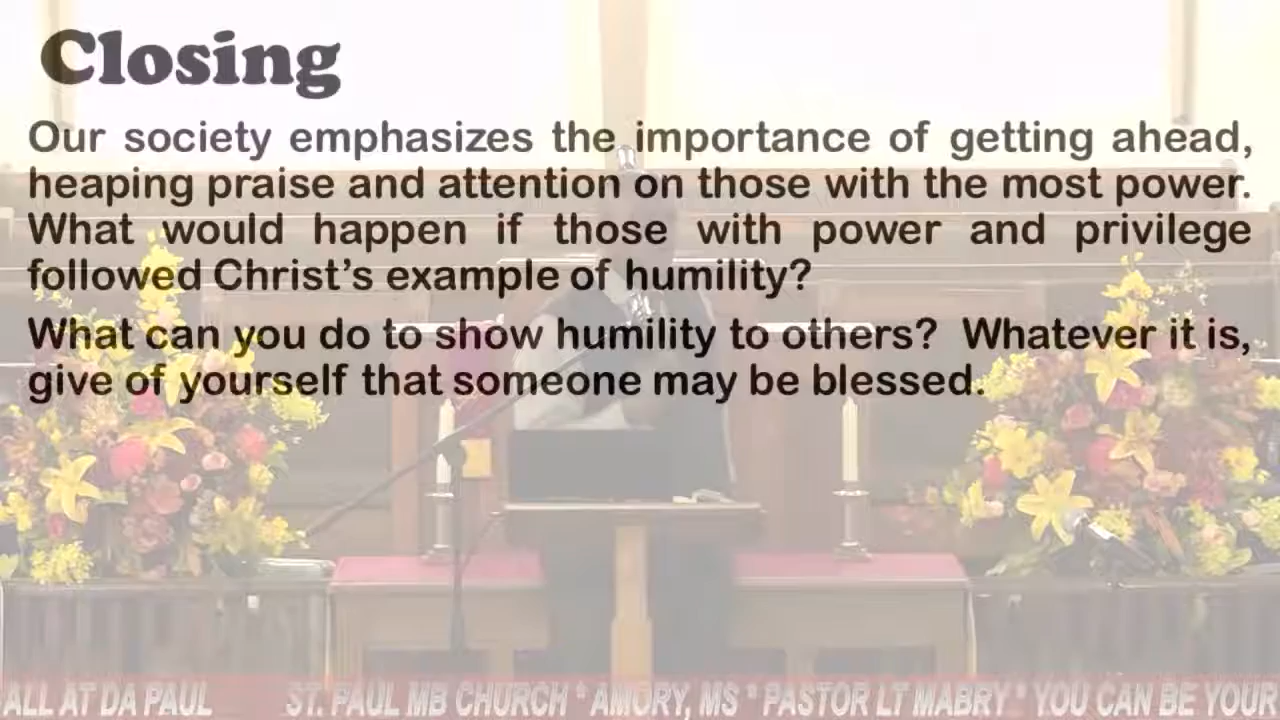 Closing
Our society emphasizes the importance of getting ahead,
heaping praise and attention on those with the most power.
What would happen if those with power and privilege
followed Christ's example of humility?
What can you do to show humility to others?  Whatever it is,
give of yourself that someone may be blessed.
ALL AT DA PAUL ST. PAUL MB CHURCH * AMORY, MS * PASTOR LT MABRY * YOU CAN BE YOUR